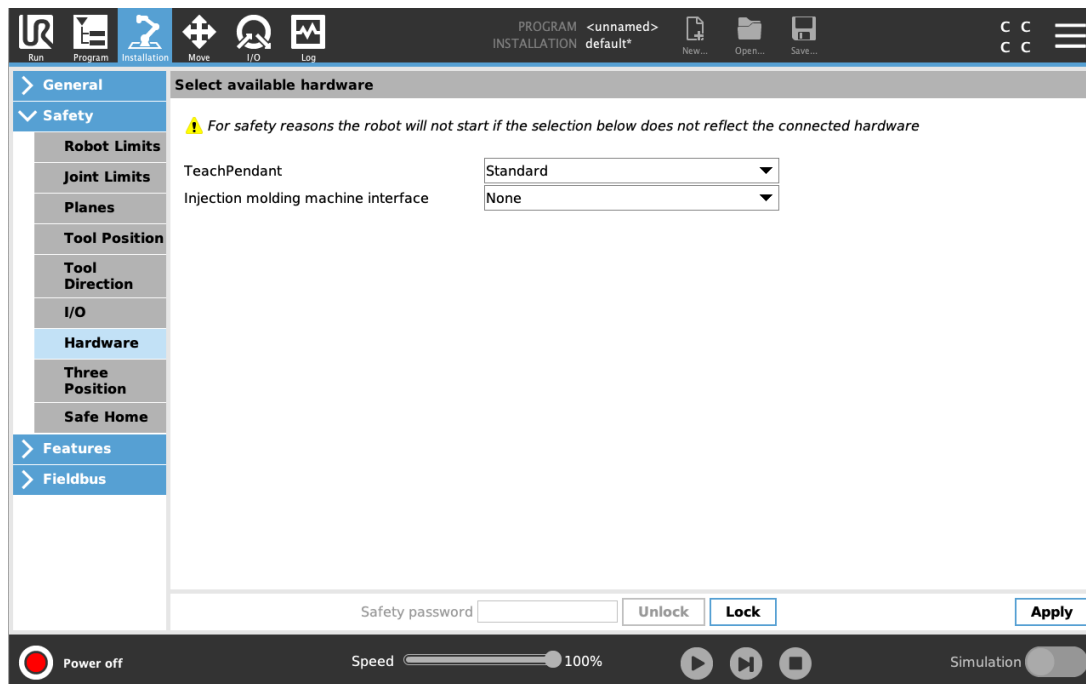 PROGRAM <unnamed>
INSTALLATION default*
New... Open... Save...
C C
C C
Run Program Installation Move I/O Log
General
Safety
Robot Limits
Joint Limits
Planes
Tool Position
Tool
Direction
I/O
Hardware
Three
Position
Safe Home
Features
Fieldbus
Select available hardware
For safety reasons the robot will not start if the selection below does not reflect the connected hardware
TeachPendant Standard
Injection molding machine interface None
Safety password Unlock Lock Apply
Power off Speed 100% Simulation